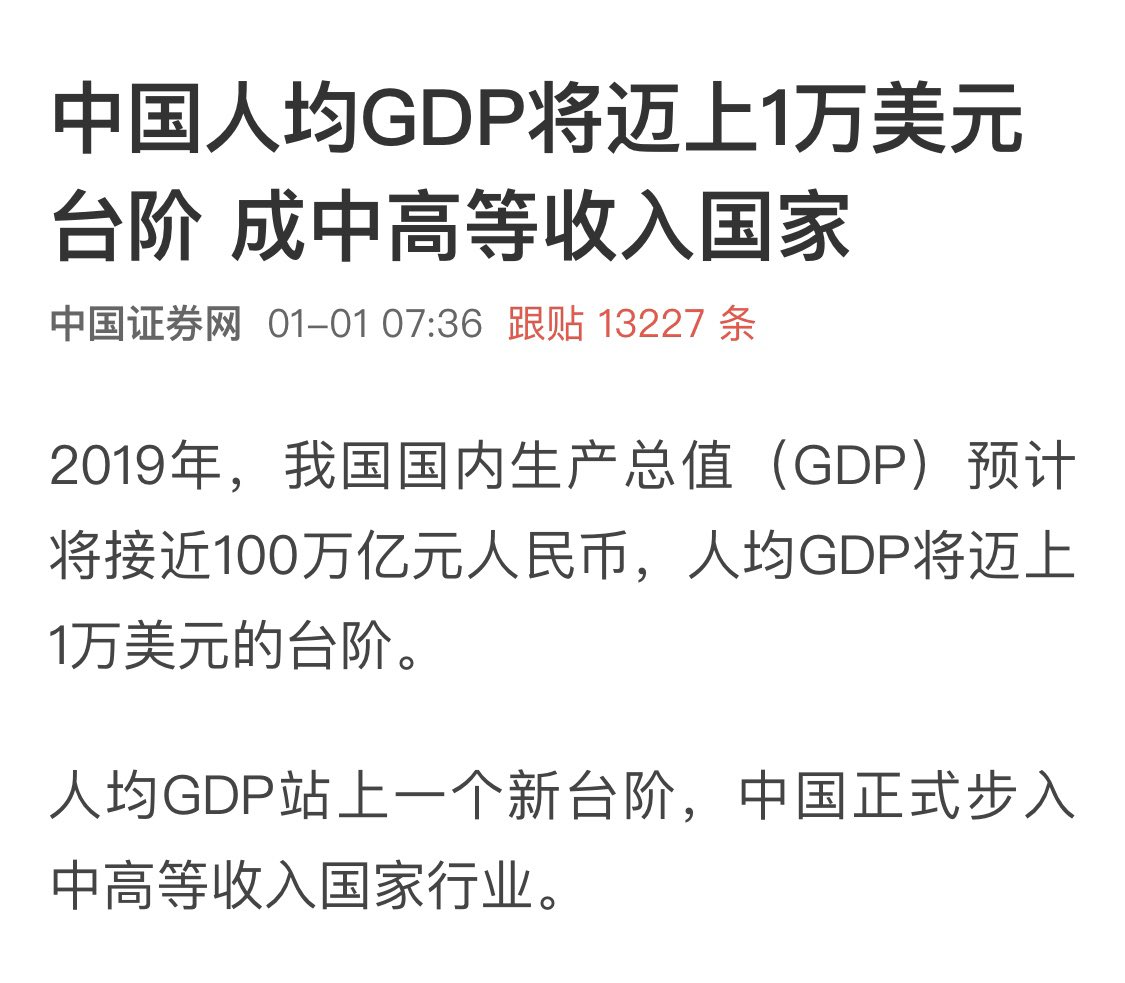 中国人均GDP将迈上1万美元
台阶 成中高等收入国家
中国证券网 01-01 07:36 跟贴 13227 条
2019年，我国国内生产总值（GDP）预计
将接近100万亿元人民币，人均GDP将迈上
1万美元的台阶。
人均GDP站上一个新台阶，中国正式步入
中高等收入国家行业。